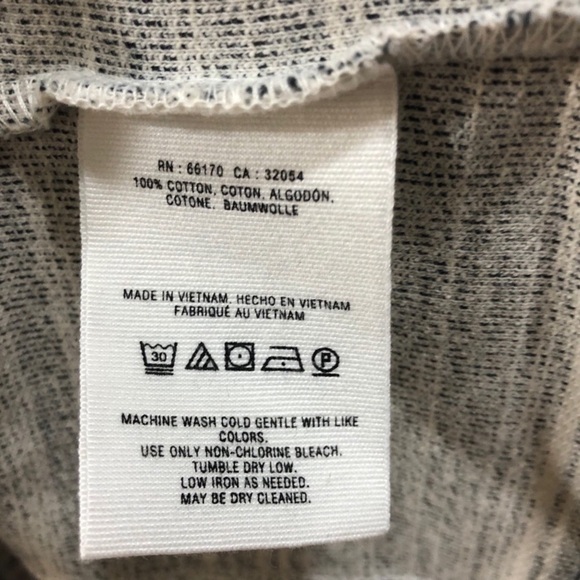 RN : 66170 CA : 32054
100% COTTON, COTON, ALGODÓN,
COTONE, BAUMWOLLE
MADE IN VIETNAM, HECHO EN VIETNAM
FABRIQUÉ AU VIETNAM
30 P
MACHINE WASH COLD GENTLE WITH LIKE
COLORS.
USE ONLY NON-CHLORINE BLEACH.
TUMBLE DRY LOW.
LOW IRON AS NEEDED.
MAY BE DRY CLEANED.